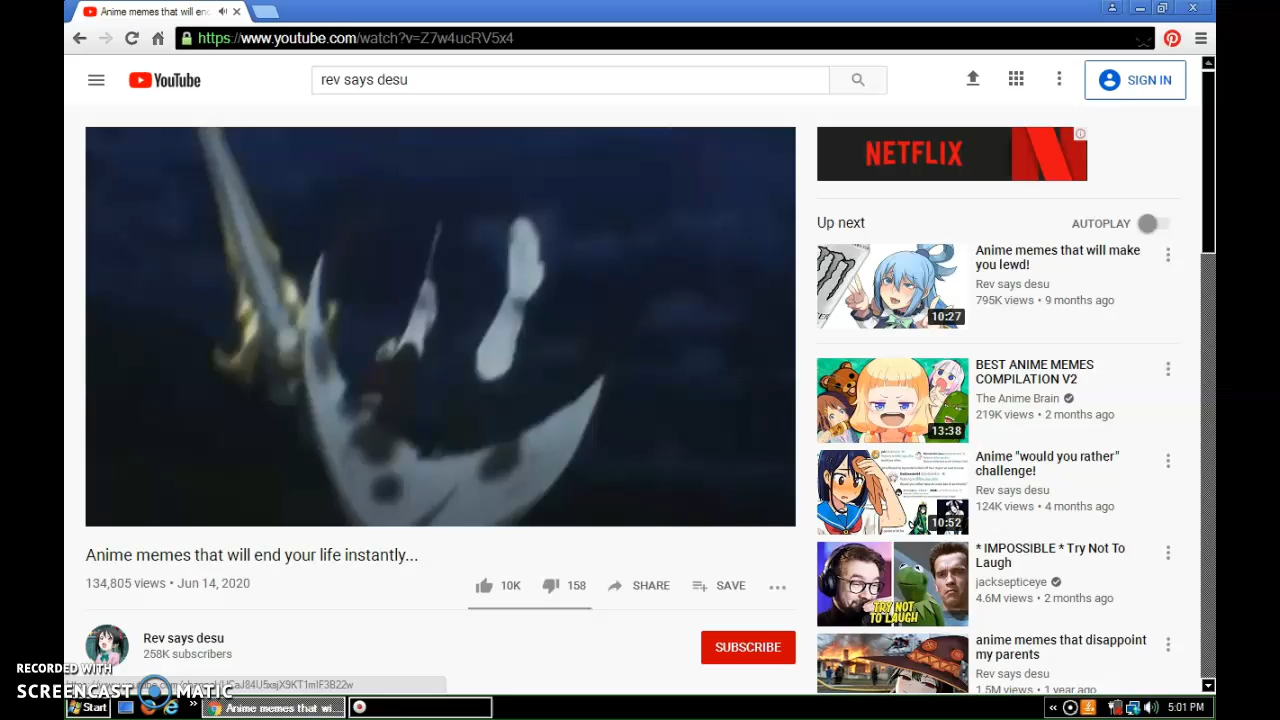 Anime memes that will en
https://www.youtube.com/watch?v=Z7w4ucRV5x4
YouTube
rev says desu
SIGN IN
NETFLIX
Up next
AUTOPLAY
Anime memes that will make
you lewd!
Rev says desu
795K views • 9 months ago
10:27
BEST ANIME MEMES
COMPILATION V2
The Anime Brain
219K views • 2 months ago
13:38
Anime "would you rather"
challenge!
Rev says desu
124K views • 4 months ago
10:52
* IMPOSSIBLE * Try Not To
Laugh
jacksepticeye
4.6M views • 2 months ago
TRY NOT
TO LAUGH
anime memes that disappoint
my parents
Rev says desu
1.5M views • 1 year ago
Anime memes that will end your life instantly...
134,805 views • Jun 14, 2020
10K
158
SHARE
SAVE
Rev says desu
258K subscribers
SUBSCRIBE
RECORDED WITH
SCREENCAST MATIC
Start
Anime memes that wi...
5:01 PM